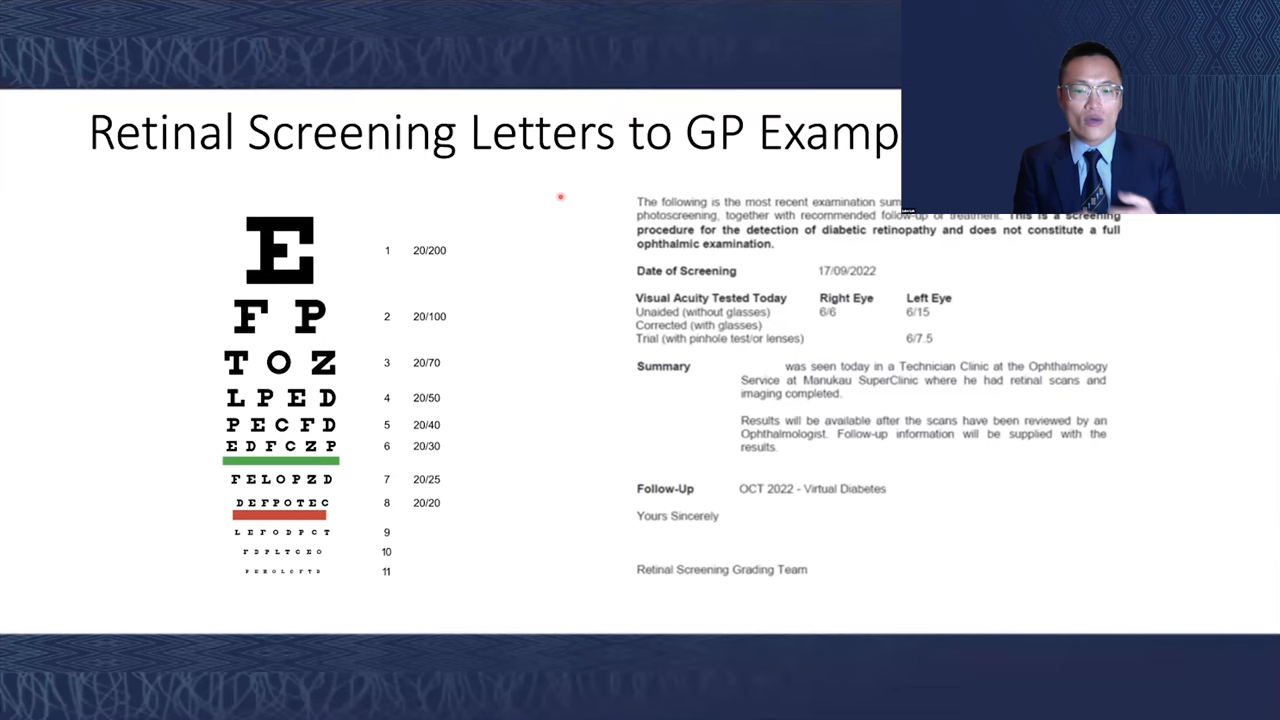 Retinal Screening Letters to GP Examp
E 1 20/200
F P 2 20/100
T O Z 3 20/70
L P E D 4 20/50
P E C F D 5 20/40
E D F C Z P 6 20/30
F E L O P Z D 7 20/25
D E F P O T E C 8 20/20
L E F O D P C T 9
F D P L T C E O 10
11
The following is the most recent examination
photoscreening, together with recommended follow-up or treatment. This is a screening
procedure for the detection of diabetic retinopathy and does not constitute a full
ophthalmic examination.
Date of Screening 17/09/2022
Visual Acuity Tested Today Right Eye Left Eye
Unaided (without glasses) 6/6 6/15
Corrected (with glasses)
Trial (with pinhole test/or lenses) 6/7.5
Summary was seen today in a Technician Clinic at the Ophthalmology
Service at Manukau SuperClinic where he had retinal scans and
imaging completed.
Results will be available after the scans have been reviewed by an
Ophthalmologist. Follow-up information will be supplied with the
results.
Follow-Up OCT 2022 - Virtual Diabetes
Yours Sincerely
Retinal Screening Grading Team